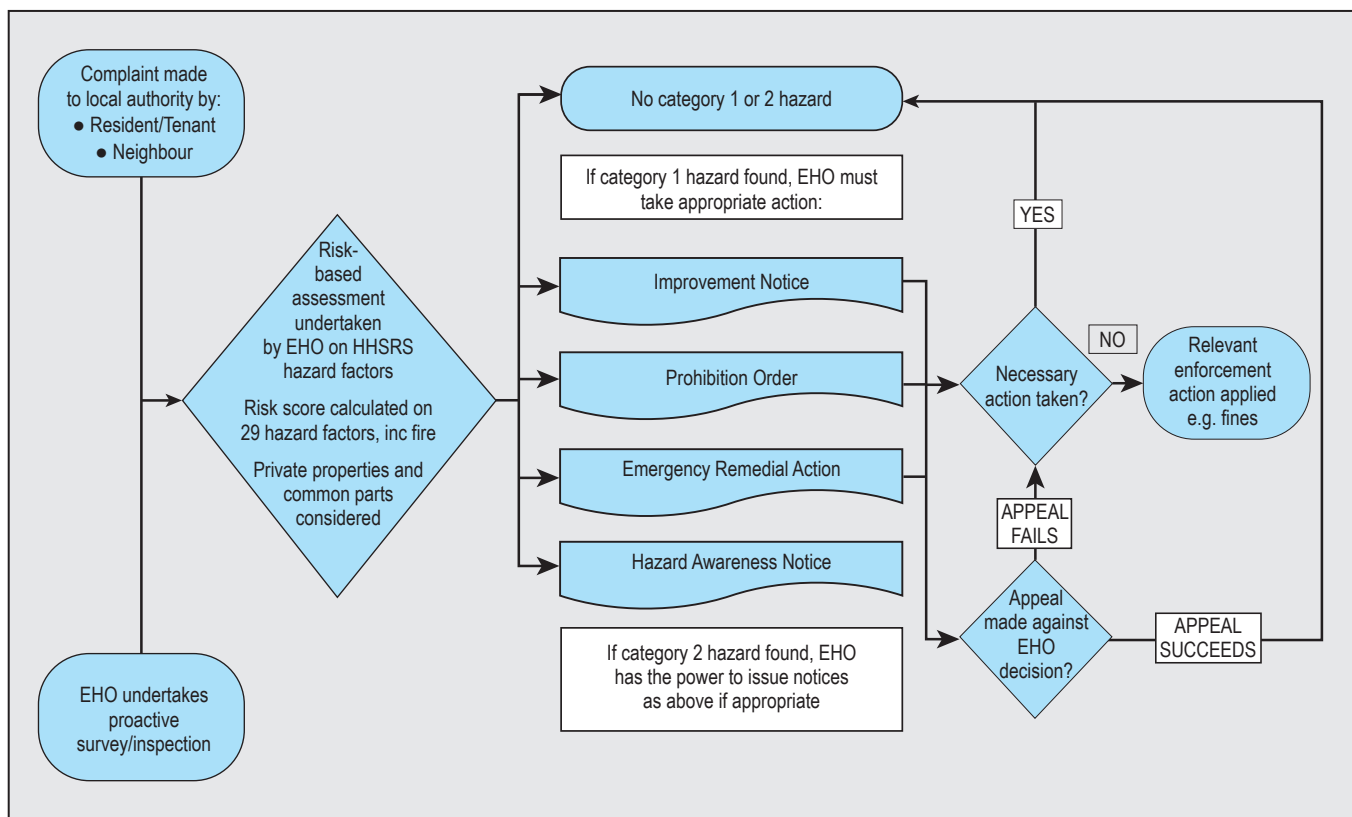 Complaint made
to local authority by:
● Resident/Tenant
● Neighbour
EHO undertakes
proactive
survey/inspection
Risk-
based
assessment
undertaken
by EHO on HHSRS
hazard factors
Risk score calculated on
29 hazard factors, inc fire
Private properties and
common parts
considered
No category 1 or 2 hazard
If category 1 hazard found, EHO must
take appropriate action:
Improvement Notice
Prohibition Order
Emergency Remedial Action
Hazard Awareness Notice
If category 2 hazard found, EHO
has the power to issue notices
as above if appropriate
YES
Necessary
action taken?
NO
Relevant
enforcement
action applied
e.g. fines
APPEAL
FAILS
Appeal
made against
EHO
decision?
APPEAL
SUCCEEDS